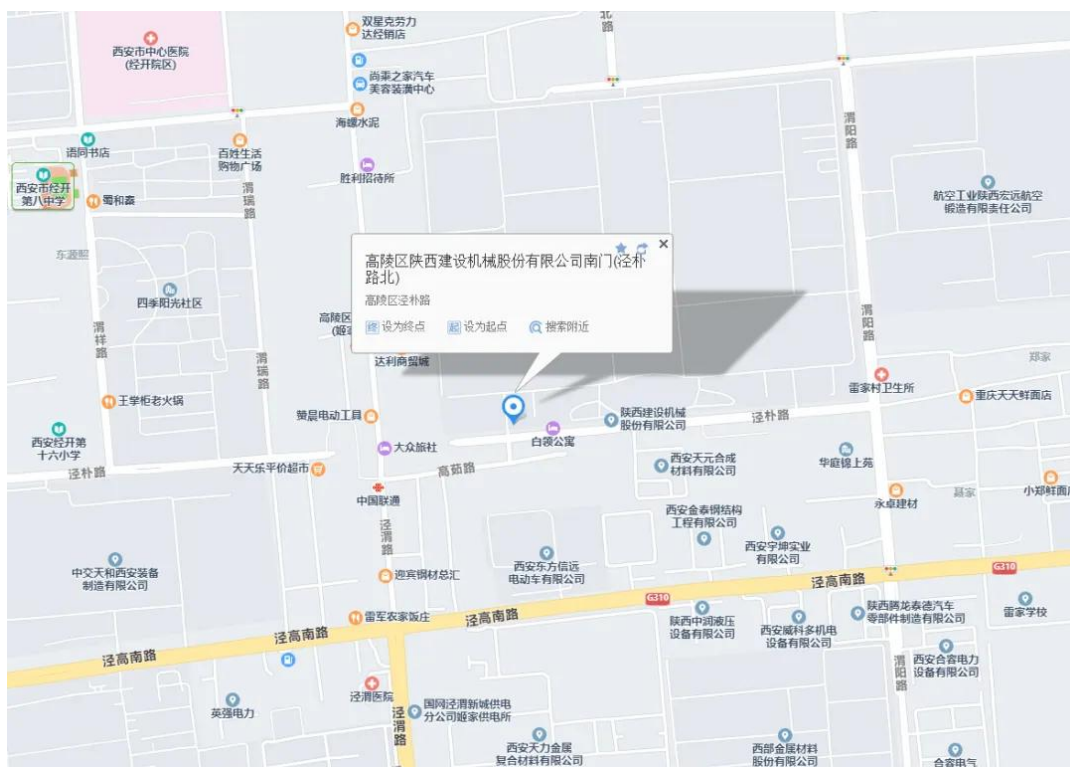 双星克劳力
达经销店
北
路
西安市中心医院
(经开院区)
尚栗之家汽车
美容装潢中心
海螺水泥
渭阳路
语同书店
百姓生活
购物广场
胜利招待所
西安市经开
第八中学
蜀和鑫
渭瑞路
航空工业陕西宏远航空
锻造有限责任公司
高陵区陕西建设机械股份有限公司南门(泾朴
路北)
高陵区泾朴路
终 设为终点
起 设为起点
搜索附近
四季阳光社区
高陵区
(姬
渭祥路
渭瑞路
渭阳路
达利商贸城
郑家
雷家村卫生所
重庆天天鲜面店
王学柜老火锅
荧晨电动工具
陕西建设机械
股份有限公司
泾朴路
西安经开第
十六小学
大众旅社
白领公寓
泾朴路
天天乐平价超市
高茹路
西安天元合成
材料有限公司
华庭锦上苑
中国联通
永卓建材
聂家
小郑鲜面店
泾渭路
西安金泰钢结构
工程有限公司
西安宇坤实业
有限公司
中交天和西安装备
制造有限公司
迎宾钢材总汇
西安东方信远
电动车有限公司
泾高南路
G310
G310
雷军农家饭庄
泾高南路
陕西中润液压
设备有限公司
西安威科多机电
设备有限公司
陕西腾龙泰德汽车
零部件制造有限公司
雷家学校
泾高南路
泾高南路
渭阳路
西安合容电力
设备有限公司
泾渭医院
英强电力
国网泾渭新城供电
分公司姬家供电所
泾渭路
西安天力金属
复合材料有限公司
西部金属材料
股份有限公司
合容电气